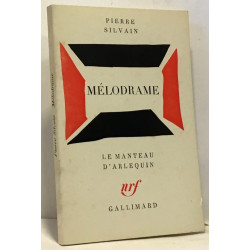 PIERRE
SILVAIN
MÉLODRAME
LE MANTEAU
D'ARLEQUIN
nrf
GALLIMARD